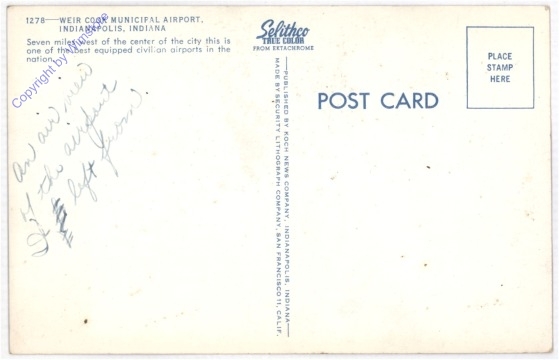 1278—WEIR COOK MUNICIPAL AIRPORT,
INDIANAPOLIS, INDIANA
Seven miles west of the center of the city this is
one of the best equipped civilian airports in the
nation.
Copyright by
An air view
of the airport
I left from
Selithco
TRUE COLOR
FROM EKTACHROME
PUBLISHED BY KOCH NEWS COMPANY, INDIANAPOLIS, INDIANA
MADE BY SECURITY LITHOGRAPH COMPANY, SAN FRANCISCO 11, CALIF.
POST CARD
PLACE
STAMP
HERE